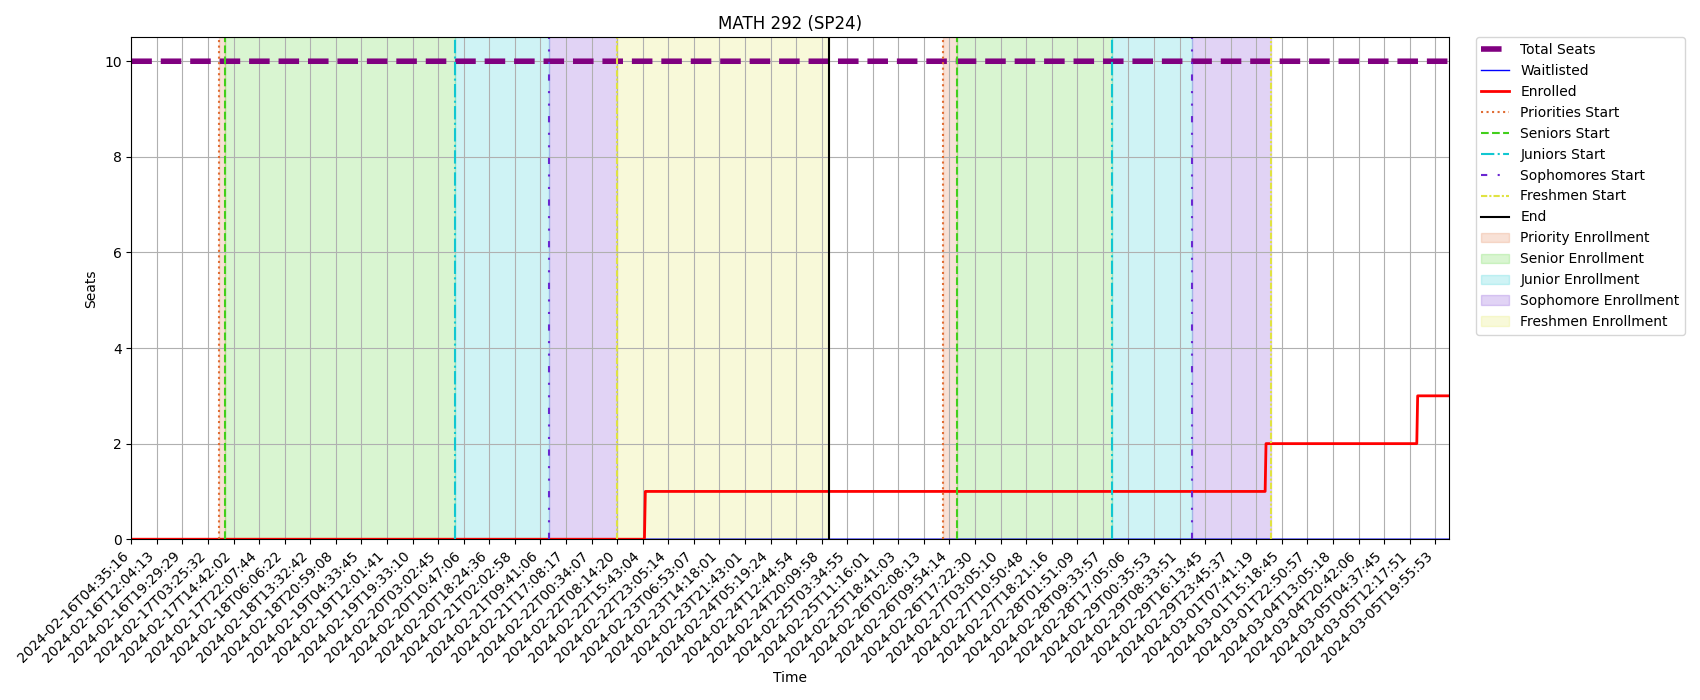 MATH 292 (SP24)
Seats
10
8
6
4
2
0
2024-02-16T04:35:16
2024-02-16T12:04:13
2024-02-16T19:29:29
2024-02-17T03:25:32
2024-02-17T14:42:02
2024-02-17T22:07:44
2024-02-18T06:06:22
2024-02-18T13:32:42
2024-02-18T20:59:08
2024-02-19T04:33:45
2024-02-19T12:01:41
2024-02-19T19:33:10
2024-02-20T03:02:45
2024-02-20T10:47:06
2024-02-20T18:24:36
2024-02-21T02:02:58
2024-02-21T09:41:06
2024-02-21T17:08:17
2024-02-22T00:34:07
2024-02-22T08:14:20
2024-02-22T15:43:04
2024-02-22T23:05:14
2024-02-23T06:53:07
2024-02-23T14:18:01
2024-02-23T21:43:01
2024-02-24T05:19:24
2024-02-24T12:44:54
2024-02-24T20:09:58
2024-02-25T03:34:55
2024-02-25T11:16:01
2024-02-25T18:41:03
2024-02-26T02:08:13
2024-02-26T09:54:14
2024-02-26T17:22:30
2024-02-27T03:05:10
2024-02-27T10:50:48
2024-02-27T18:21:16
2024-02-28T01:51:09
2024-02-28T09:33:57
2024-02-28T17:05:06
2024-02-29T00:35:53
2024-02-29T08:33:51
2024-02-29T16:13:45
2024-02-29T23:45:37
2024-03-01T07:41:19
2024-03-01T15:18:45
2024-03-01T22:50:57
2024-03-04T13:05:18
2024-03-04T20:42:06
2024-03-05T04:37:45
2024-03-05T12:17:51
2024-03-05T19:55:53
Time
Total Seats
Waitlisted
Enrolled
Priorities Start
Seniors Start
Juniors Start
Sophomores Start
Freshmen Start
End
Priority Enrollment
Senior Enrollment
Junior Enrollment
Sophomore Enrollment
Freshmen Enrollment